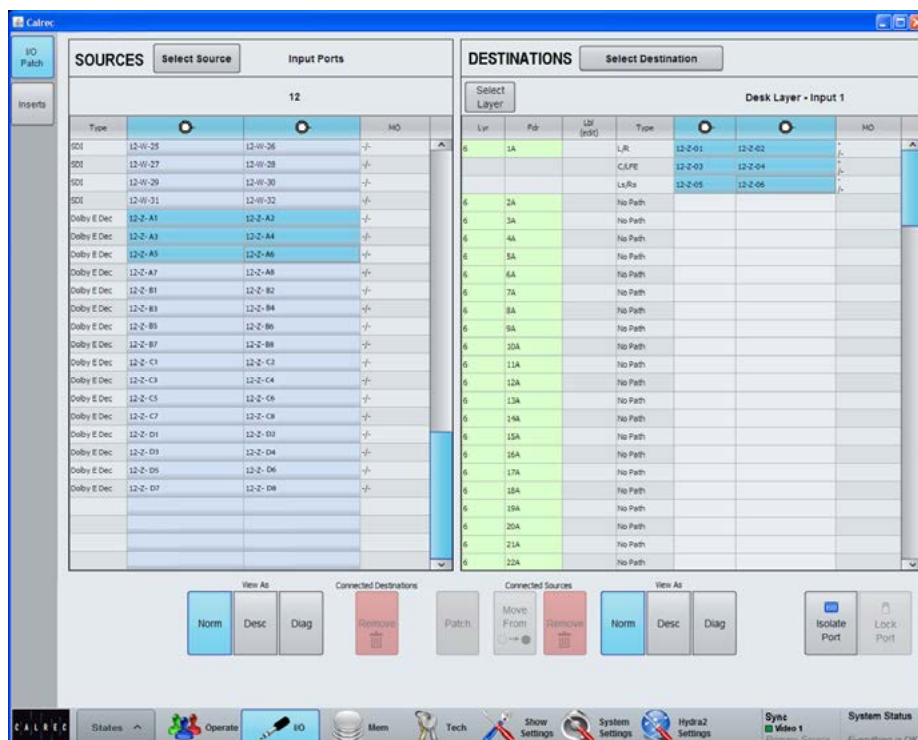 Calrec
I/O Patch
Inserts
SOURCES Select Source Input Ports
12
Type MO
SDI 12-W-25 12-W-26 -/-
SDI 12-W-27 12-W-28 -/-
SDI 12-W-29 12-W-30 -/-
SDI 12-W-31 12-W-32 -/-
Dolby E Dec 12-Z-A1 12-Z-A2 -/-
Dolby E Dec 12-Z-A3 12-Z-A4 -/-
Dolby E Dec 12-Z-A5 12-Z-A6 -/-
Dolby E Dec 12-Z-A7 12-Z-A8 -/-
Dolby E Dec 12-Z-B1 12-Z-B2 -/-
Dolby E Dec 12-Z-B3 12-Z-B4 -/-
Dolby E Dec 12-Z-B5 12-Z-B6 -/-
Dolby E Dec 12-Z-B7 12-Z-B8 -/-
Dolby E Dec 12-Z-C1 12-Z-C2 -/-
Dolby E Dec 12-Z-C3 12-Z-C4 -/-
Dolby E Dec 12-Z-C5 12-Z-C6 -/-
Dolby E Dec 12-Z-C7 12-Z-C8 -/-
Dolby E Dec 12-Z-D1 12-Z-D2 -/-
Dolby E Dec 12-Z-D3 12-Z-D4 -/-
Dolby E Dec 12-Z-D5 12-Z-D6 -/-
Dolby E Dec 12-Z-D7 12-Z-D8 -/-
DESTINATIONS Select Destination
Select Layer Desk Layer - Input 1
Lyr Fdr Lbl (edit) Type MO
6 1A L/R 12-Z-01 12-Z-02
C/LFE 12-Z-03 12-Z-04
Ls/Rs 12-Z-05 12-Z-06
6 2A No Path
6 3A No Path
6 4A No Path
6 5A No Path
6 6A No Path
6 7A No Path
6 8A No Path
6 9A No Path
6 10A No Path
6 11A No Path
6 12A No Path
6 13A No Path
6 14A No Path
6 15A No Path
6 16A No Path
6 17A No Path
6 18A No Path
6 19A No Path
6 20A No Path
6 21A No Path
6 22A No Path
View As Connected Destinations Connected Sources View As
Norm Desc Diag Remove Patch Move From Remove Norm Desc Diag Isolate Port Lock Port
CALREC States Operate I/O Mem Tech Show Settings System Settings Hydra2 Settings
Sync System Status
Video 1